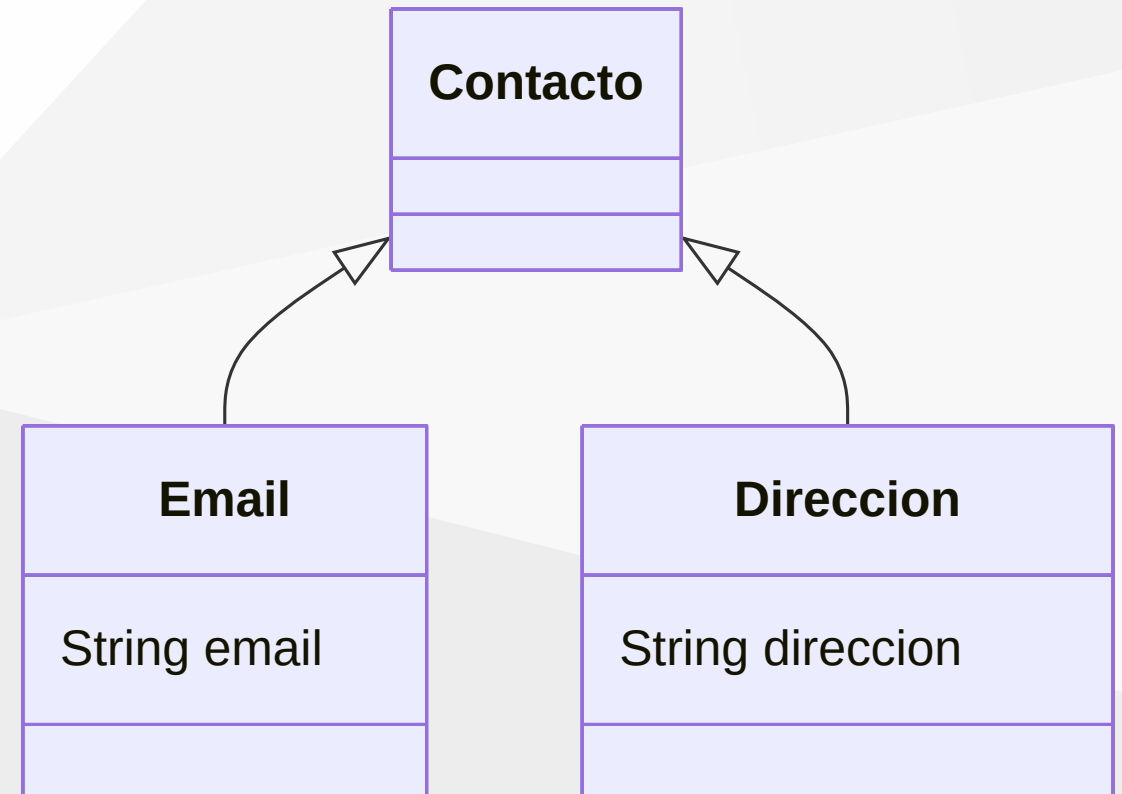 Contacto
Email
Direccion
String email
String direccion